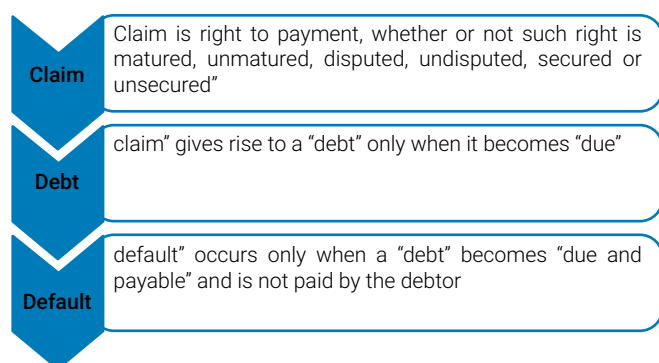 Claim
Claim is right to payment, whether or not such right is
matured, unmatured, disputed, undisputed, secured or
unsecured”
Debt
claim” gives rise to a “debt” only when it becomes “due”
Default
default” occurs only when a “debt” becomes “due and
payable” and is not paid by the debtor